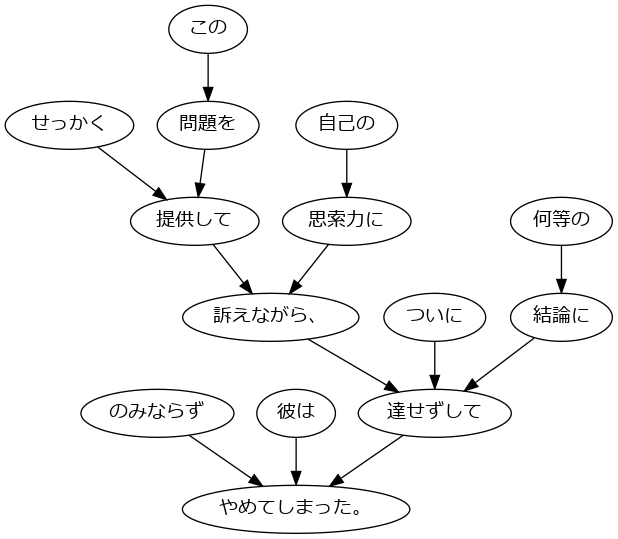 この
せっかく
問題を
自己の
提供して
思索力に
何等の
訴えながら、
ついに
結論に
のみならず
彼は
達せずして
やめてしまった。